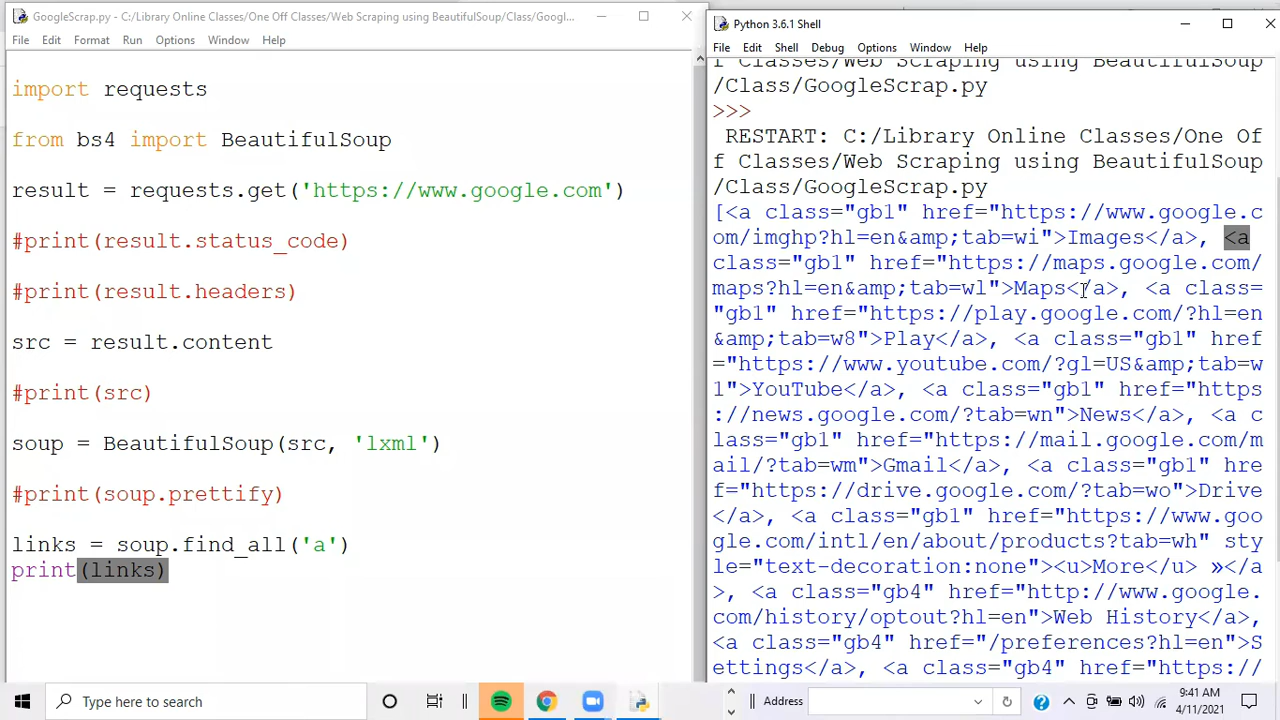 GoogleScrap.py - C:/Library Online Classes/One Off Classes/Web Scraping using BeautifulSoup/Class/Googl...
File Edit Format Run Options Window Help
import requests
from bs4 import BeautifulSoup
result = requests.get('https://www.google.com')
#print(result.status_code)
#print(result.headers)
src = result.content
#print(src)
soup = BeautifulSoup(src, 'lxml')
#print(soup.prettify)
links = soup.find_all('a')
print(links)
Python 3.6.1 Shell
File Edit Shell Debug Options Window Help
f Classes/Web Scraping using BeautifulSoup
/Class/GoogleScrap.py
>>>
RESTART: C:/Library Online Classes/One Of
f Classes/Web Scraping using BeautifulSoup
/Class/GoogleScrap.py
[<a class="gb1" href="https://www.google.c
om/imghp?hl=en&amp;tab=wi">Images</a>, <a
class="gb1" href="https://maps.google.com/
maps?hl=en&amp;tab=wl">Maps</a>, <a class=
"gb1" href="https://play.google.com/?hl=en
&amp;tab=w8">Play</a>, <a class="gb1" href
="https://www.youtube.com/?gl=US&amp;tab=w
1">YouTube</a>, <a class="gb1" href="https
://news.google.com/?tab=wn">News</a>, <a c
lass="gb1" href="https://mail.google.com/m
ail/?tab=wm">Gmail</a>, <a class="gb1" hre
f="https://drive.google.com/?tab=wo">Drive
</a>, <a class="gb1" href="https://www.goo
gle.com/intl/en/about/products?tab=wh" sty
le="text-decoration:none"><u>More</u> »</a
>, <a class="gb4" href="http://www.google.
com/history/optout?hl=en">Web History</a>,
<a class="gb4" href="/preferences?hl=en">S
ettings</a>, <a class="gb4" href="https://
Type here to search
Address
9:41 AM
4/11/2021